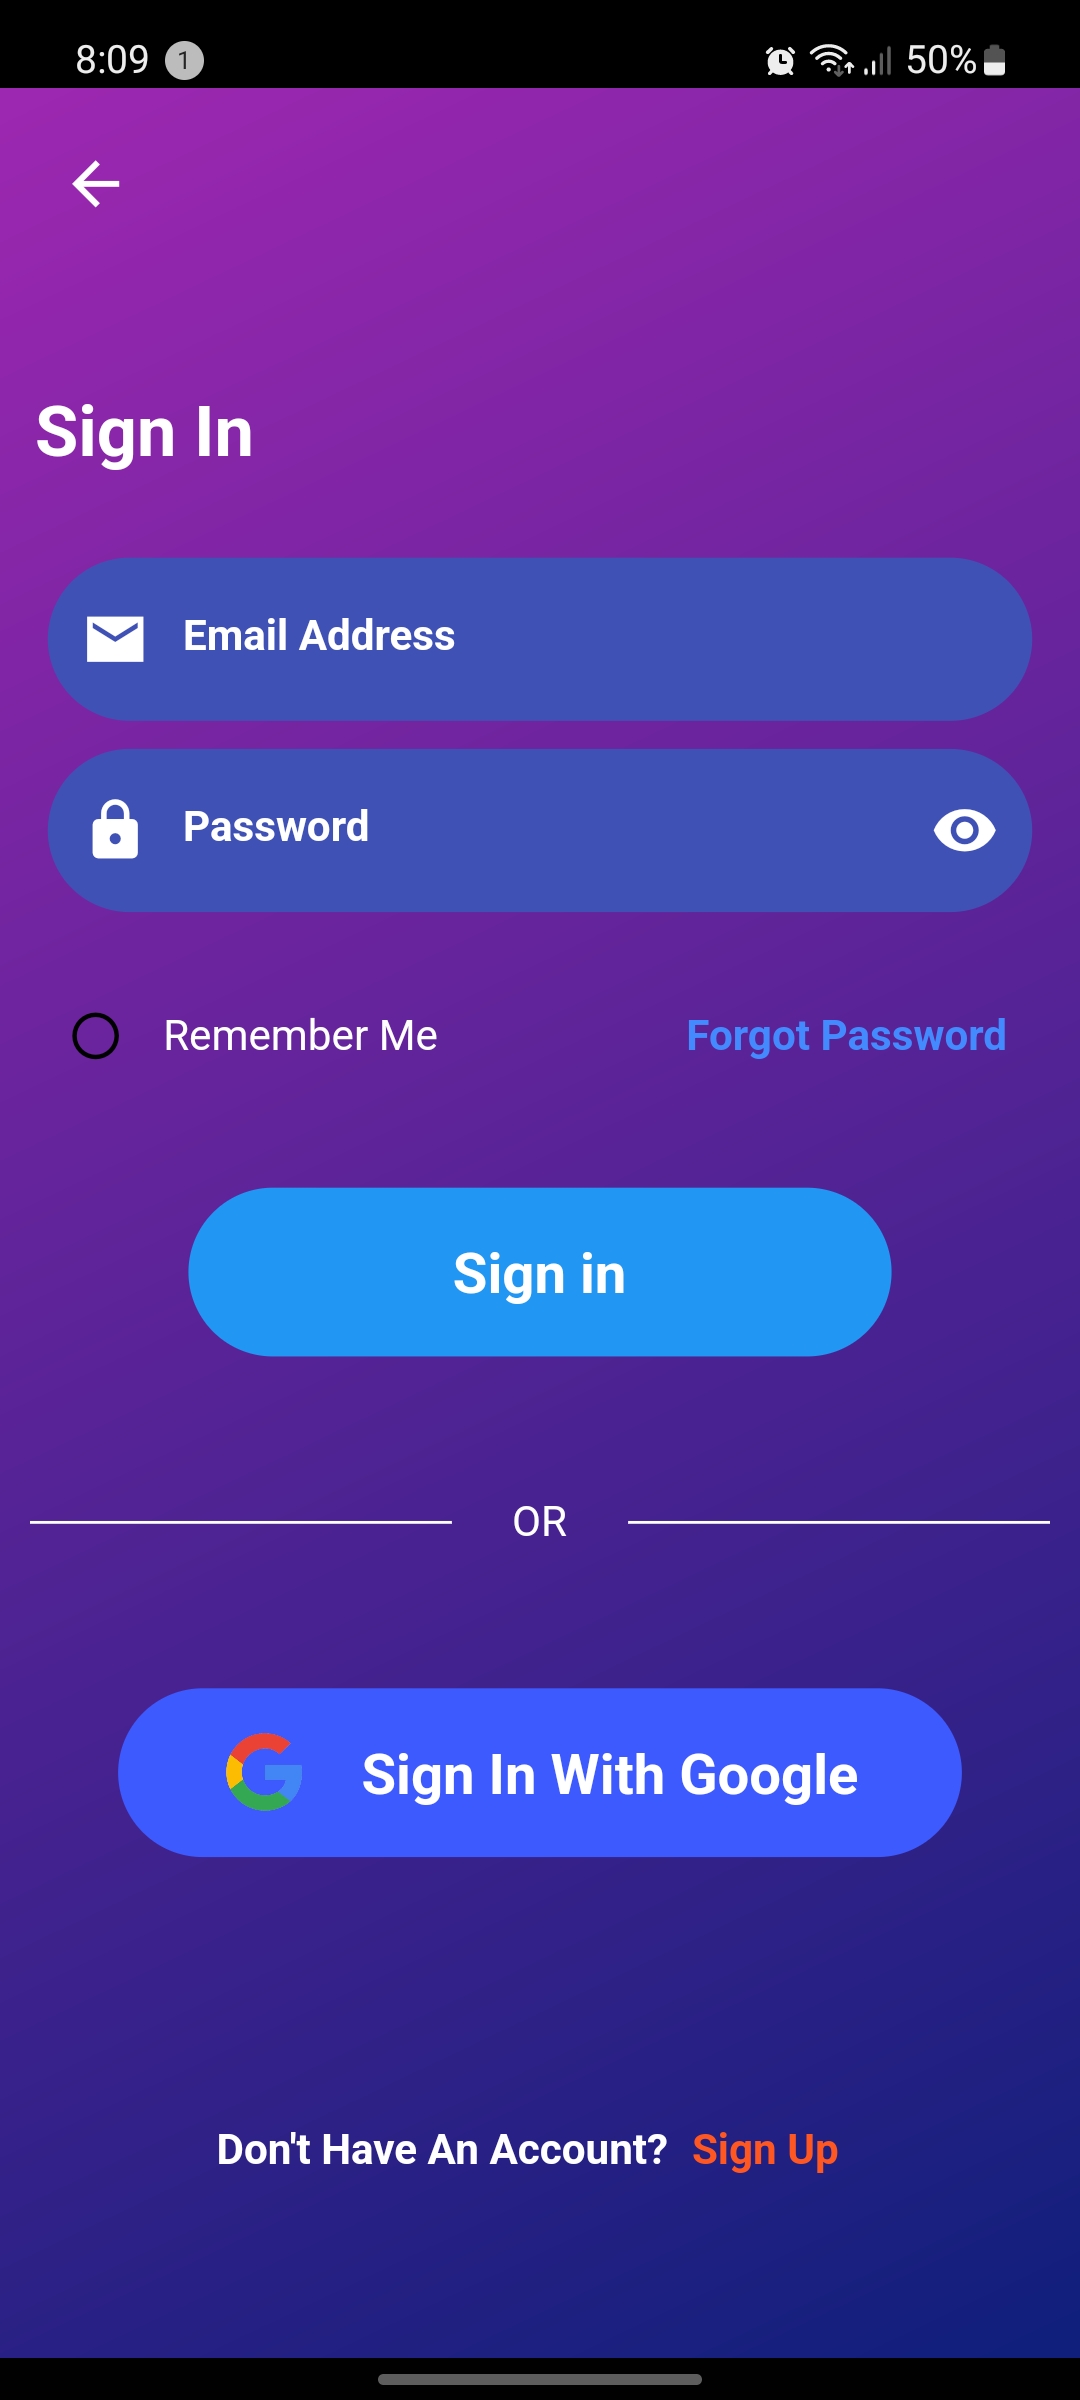 8:09 1 50%
Sign In
Email Address
Password
Remember Me Forgot Password
Sign in
OR
Sign In With Google
Don't Have An Account? Sign Up